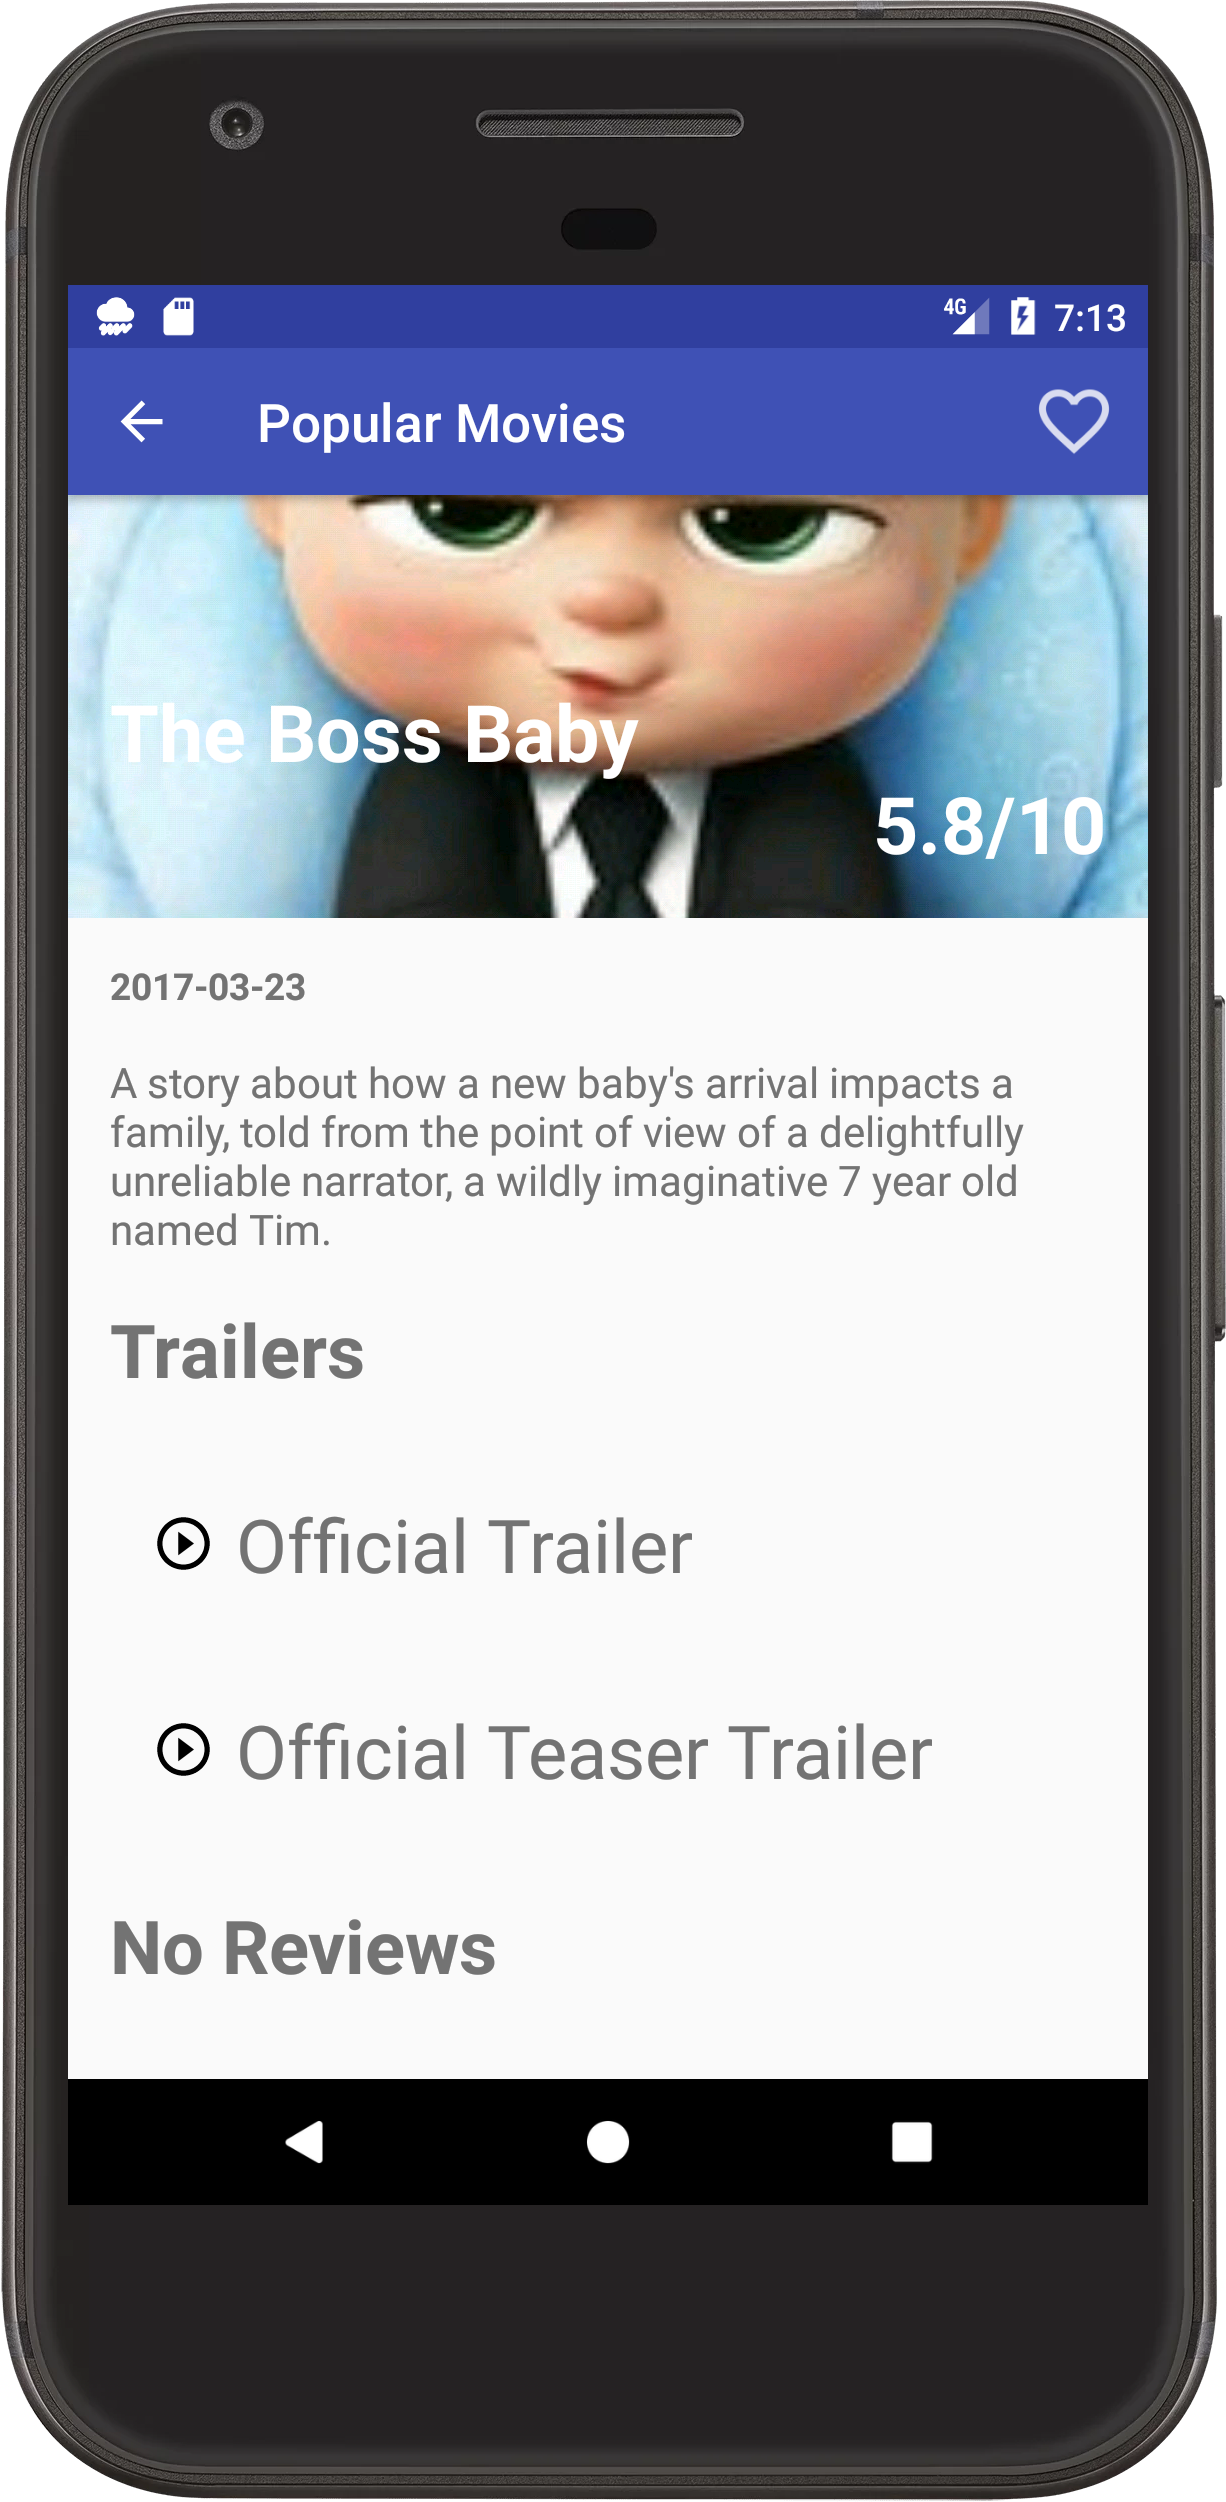 4G 7:13
Popular Movies
The Boss Baby
5.8/10
2017-03-23
A story about how a new baby's arrival impacts a
family, told from the point of view of a delightfully
unreliable narrator, a wildly imaginative 7 year old
named Tim.
Trailers
Official Trailer
Official Teaser Trailer
No Reviews